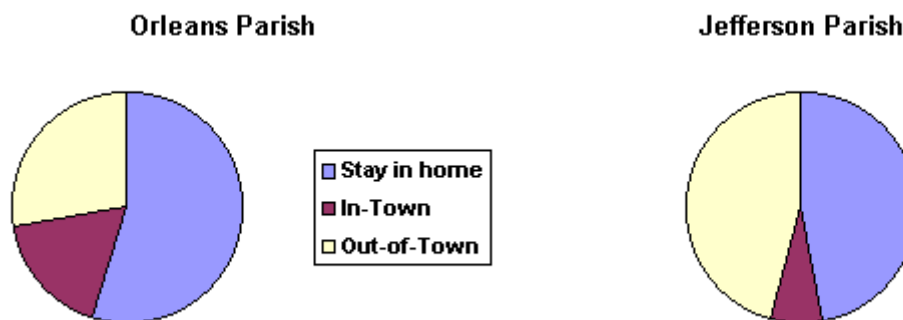 Orleans Parish
Jefferson Parish
Stay in home
In-Town
Out-of-Town